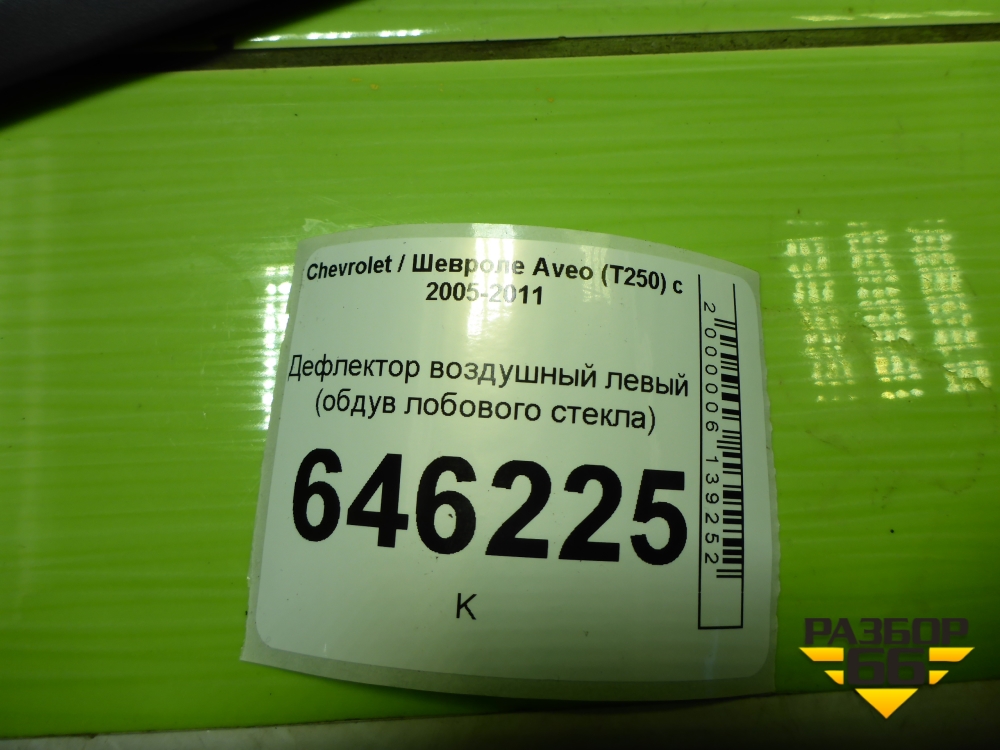 Chevrolet / Шевроле Aveo (T250) с
2005-2011
Дефлектор воздушный левый
(обдув лобового стекла)
646225
К
2000006139252
РАЗБОР
66